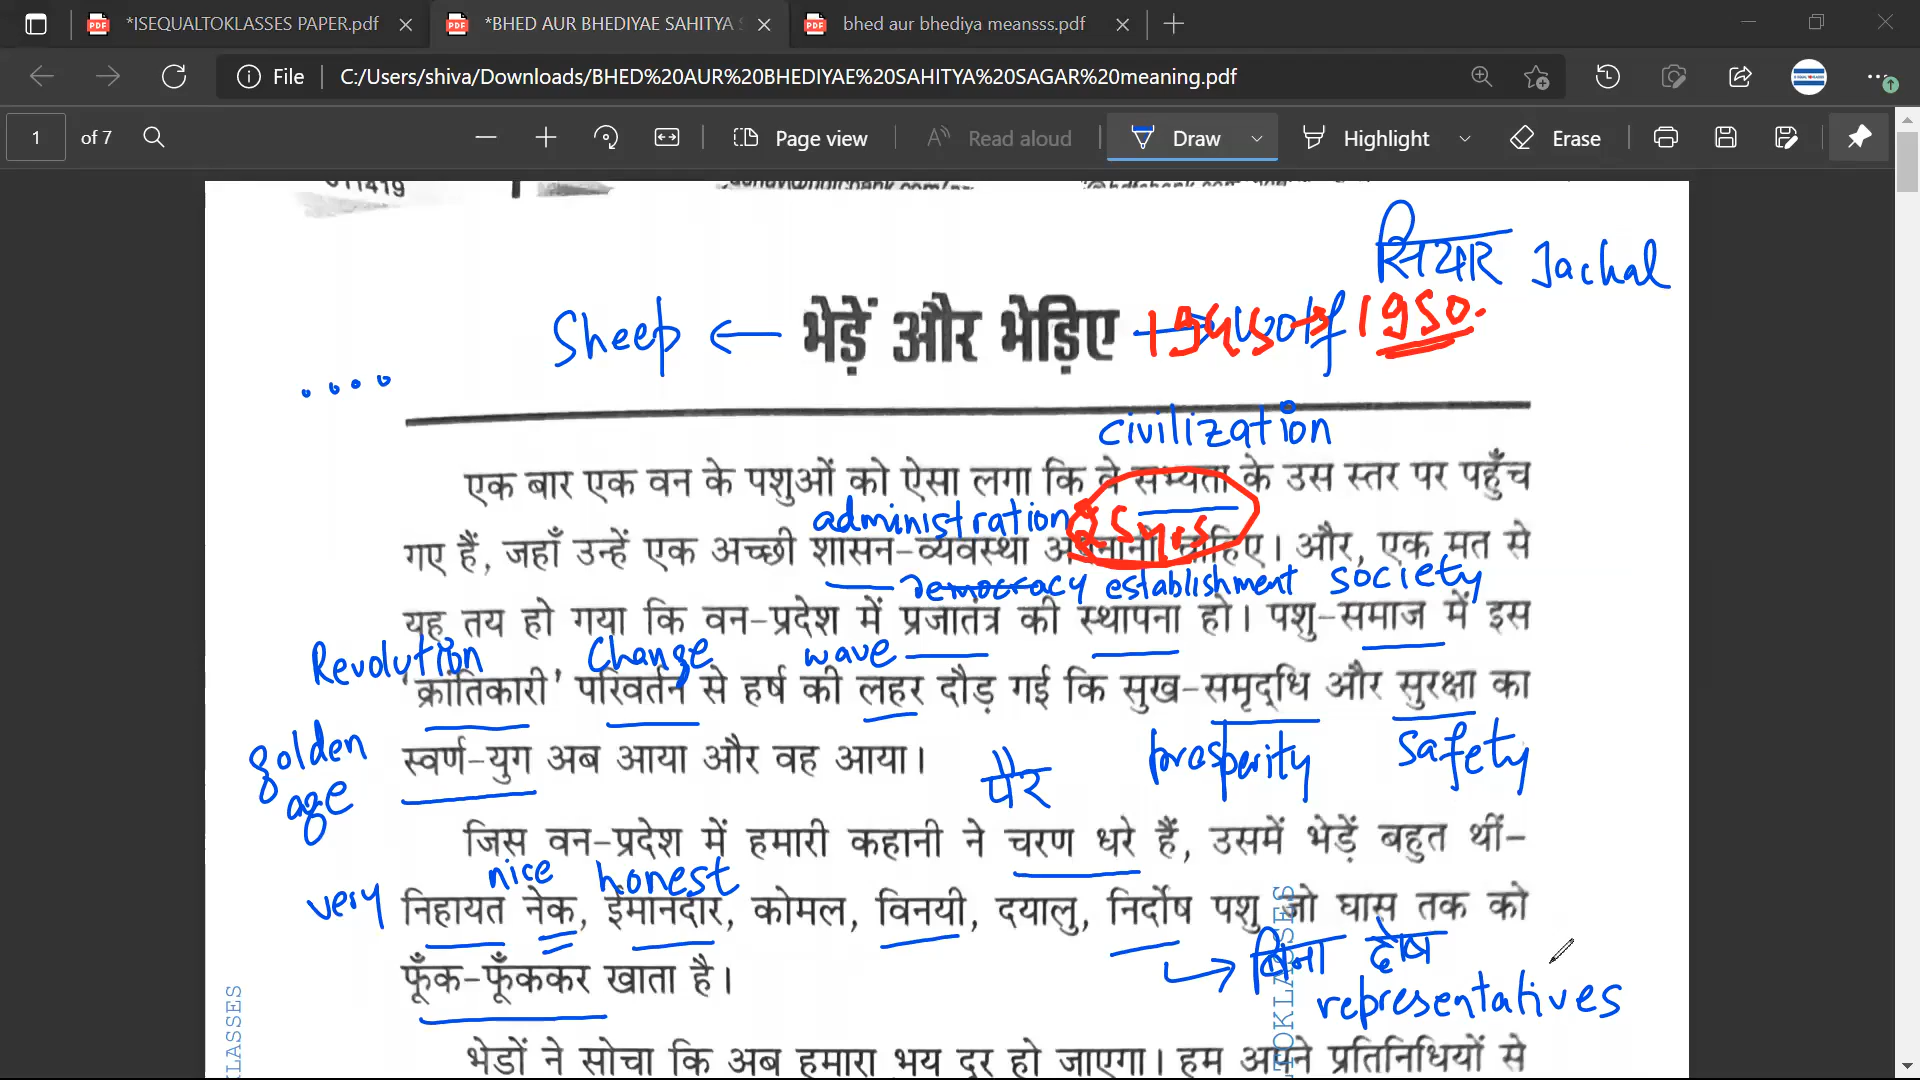 *ISEQUALTOKLASSES PAPER.pdf
*BHED AUR BHEDIYAE SAHITYA S
bhed aur bhediya meansss.pdf
File C:/Users/shiva/Downloads/BHED%20AUR%20BHEDIYAE%20SAHITYA%20SAGAR%20meaning.pdf
1 of 7 Page view Read aloud Draw Highlight Erase
011419
सियार Jachal
Sheep ← भेड़ें और भेड़िए → 1945 → 1950.
civilization
एक बार एक वन के पशुओं को ऐसा लगा कि वे सभ्यता के उस स्तर पर पहुँच
administration 25yrs
गए हैं, जहाँ उन्हें एक अच्छी शासन-व्यवस्था अपनानी चाहिए। और, एक मत से
Democracy establishment society
यह तय हो गया कि वन-प्रदेश में प्रजातंत्र की स्थापना हो। पशु-समाज में इस
Revolution Change wave
'क्रांतिकारी' परिवर्तन से हर्ष की लहर दौड़ गई कि सुख-समृद्धि और सुरक्षा का
golden age
स्वर्ण-युग अब आया और वह आया।
पैर prosperity safety
जिस वन-प्रदेश में हमारी कहानी ने चरण धरे हैं, उसमें भेड़ें बहुत थीं–
nice honest
very निहायत नेक, ईमानदार, कोमल, विनयी, दयालु, निर्दोष पशु जो घास तक को
बिना दोष
फूँक-फूँककर खाता है।
representatives
भेडों ने सोचा कि अब हमारा भय दूर हो जाएगा। हम अपने प्रतिनिधियों से
KLASSES
TOKLASSES